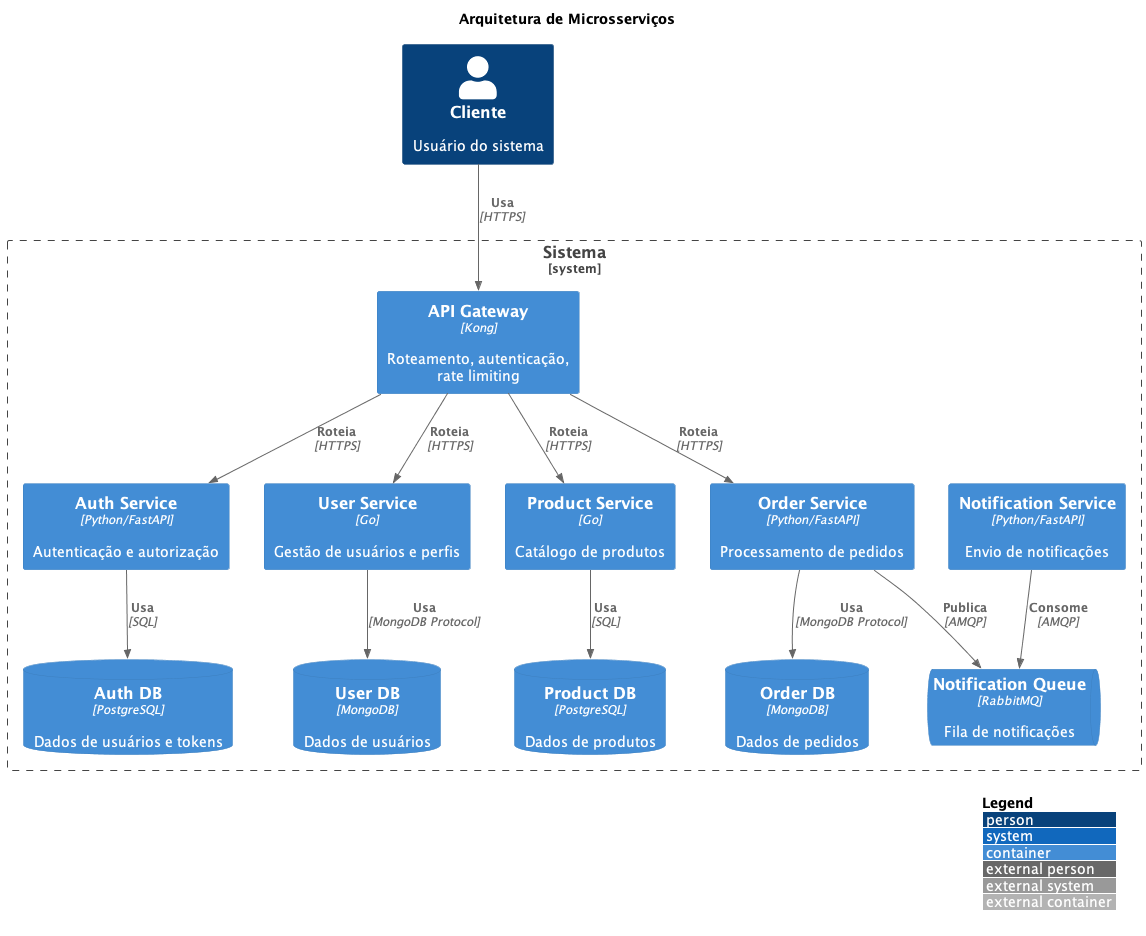 Arquitetura de Microsserviços
Cliente
Usuário do sistema
Usa
[HTTPS]
Sistema
[system]
API Gateway
[Kong]
Roteamento, autenticação,
rate limiting
Roteia
[HTTPS]
Roteia
[HTTPS]
Roteia
[HTTPS]
Roteia
[HTTPS]
Auth Service
[Python/FastAPI]
Autenticação e autorização
User Service
[Go]
Gestão de usuários e perfis
Product Service
[Go]
Catálogo de produtos
Order Service
[Python/FastAPI]
Processamento de pedidos
Notification Service
[Python/FastAPI]
Envio de notificações
Usa
[SQL]
Usa
[MongoDB Protocol]
Usa
[SQL]
Usa
[MongoDB Protocol]
Publica
[AMQP]
Consome
[AMQP]
Auth DB
[PostgreSQL]
Dados de usuários e tokens
User DB
[MongoDB]
Dados de usuários
Product DB
[PostgreSQL]
Dados de produtos
Order DB
[MongoDB]
Dados de pedidos
Notification Queue
[RabbitMQ]
Fila de notificações
Legend
person
system
container
external person
external system
external container